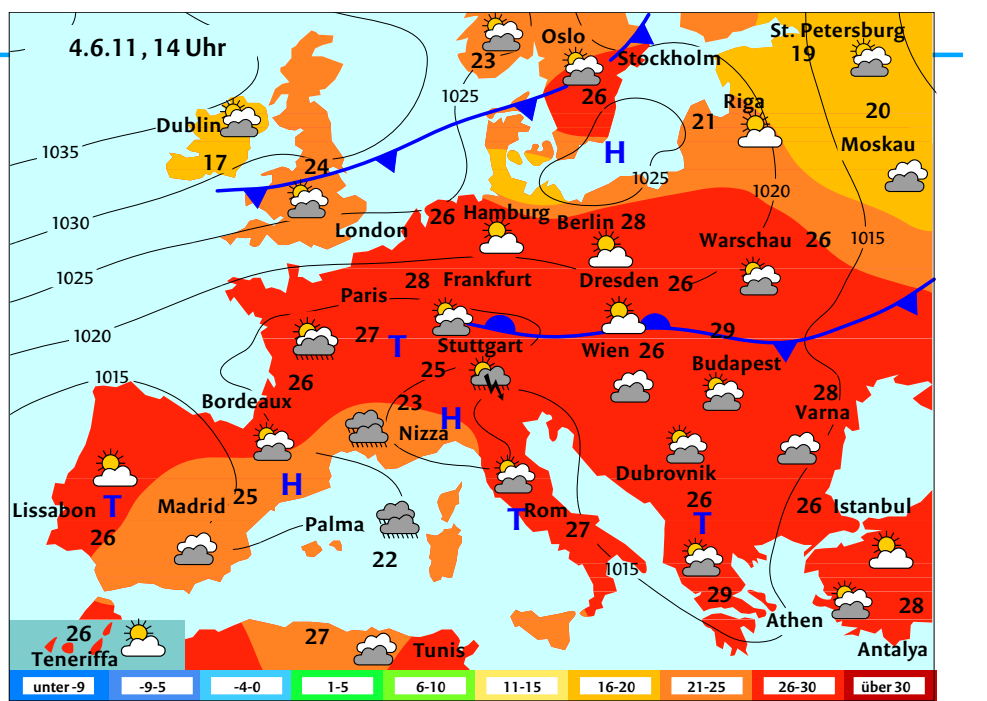 4.6.11, 14 Uhr
Oslo
23
Stockholm
26
St. Petersburg
19
20
Moskau
Riga
21
1025
Dublin
17
1035
24
H
1025
1020
1030
London
26 Hamburg
Berlin 28
Warschau 26
1015
1025
28 Frankfurt
Dresden 26
Paris
1020
27
T
Stuttgart
25
Wien 26
29
Budapest
1015
26
Bordeaux
23
Nizza
H
28
Varna
Lissabon
T
26
Madrid
25
H
Palma
22
T
Rom
27
Dubrovnik
26
T
26 Istanbul
1015
29
Athen
28
Antalya
26
Teneriffa
27
Tunis
unter -9 -9-5 -4-0 1-5 6-10 11-15 16-20 21-25 26-30 über 30